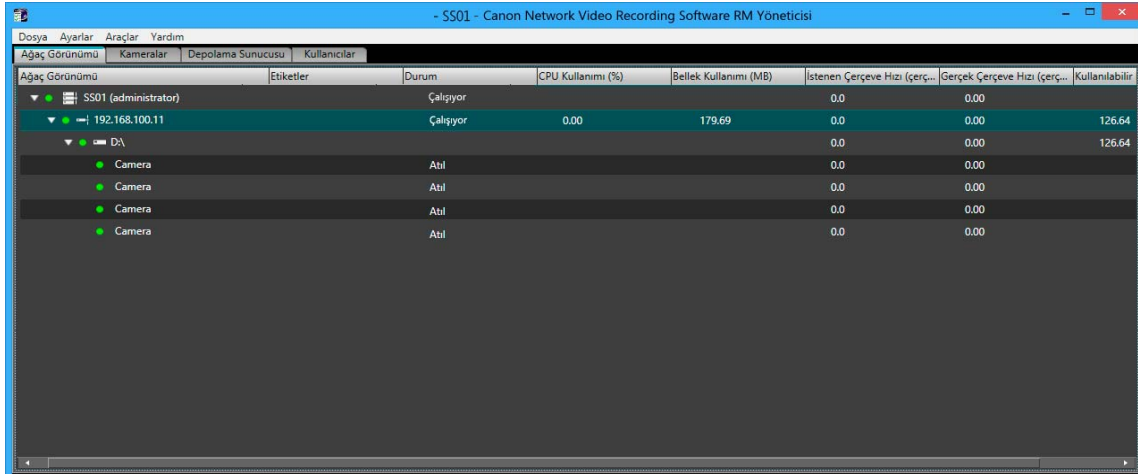 - SS01 - Canon Network Video Recording Software RM Yöneticisi
Dosya Ayarlar Araçlar Yardım
Ağaç Görünümü Kameralar Depolama Sunucusu Kullanıcılar
Ağaç Görünümü Etiketler Durum CPU Kullanımı (%) Bellek Kullanımı (MB) İstenen Çerçeve Hızı (çerç... Gerçek Çerçeve Hızı (çerç... Kullanılabilir
SS01 (administrator) Çalışıyor 0.0 0.00
192.168.100.11 Çalışıyor 0.00 179.69 0.0 0.00 126.64
D:\ 0.0 0.00 126.64
Camera Atıl 0.0 0.00
Camera Atıl 0.0 0.00
Camera Atıl 0.0 0.00
Camera Atıl 0.0 0.00